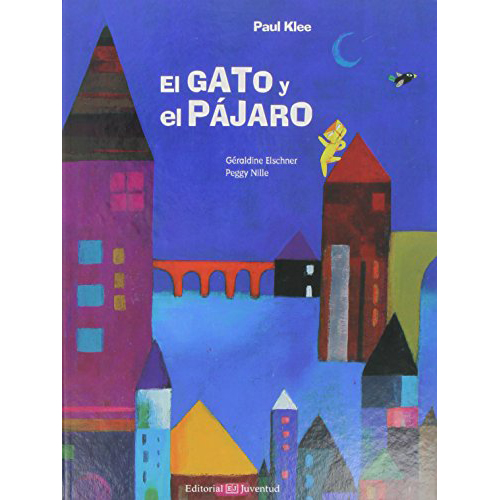 Paul Klee
El GATO y
el PÁJARO
Géraldine Elschner
Peggy Nille
Editorial EJ Juventud